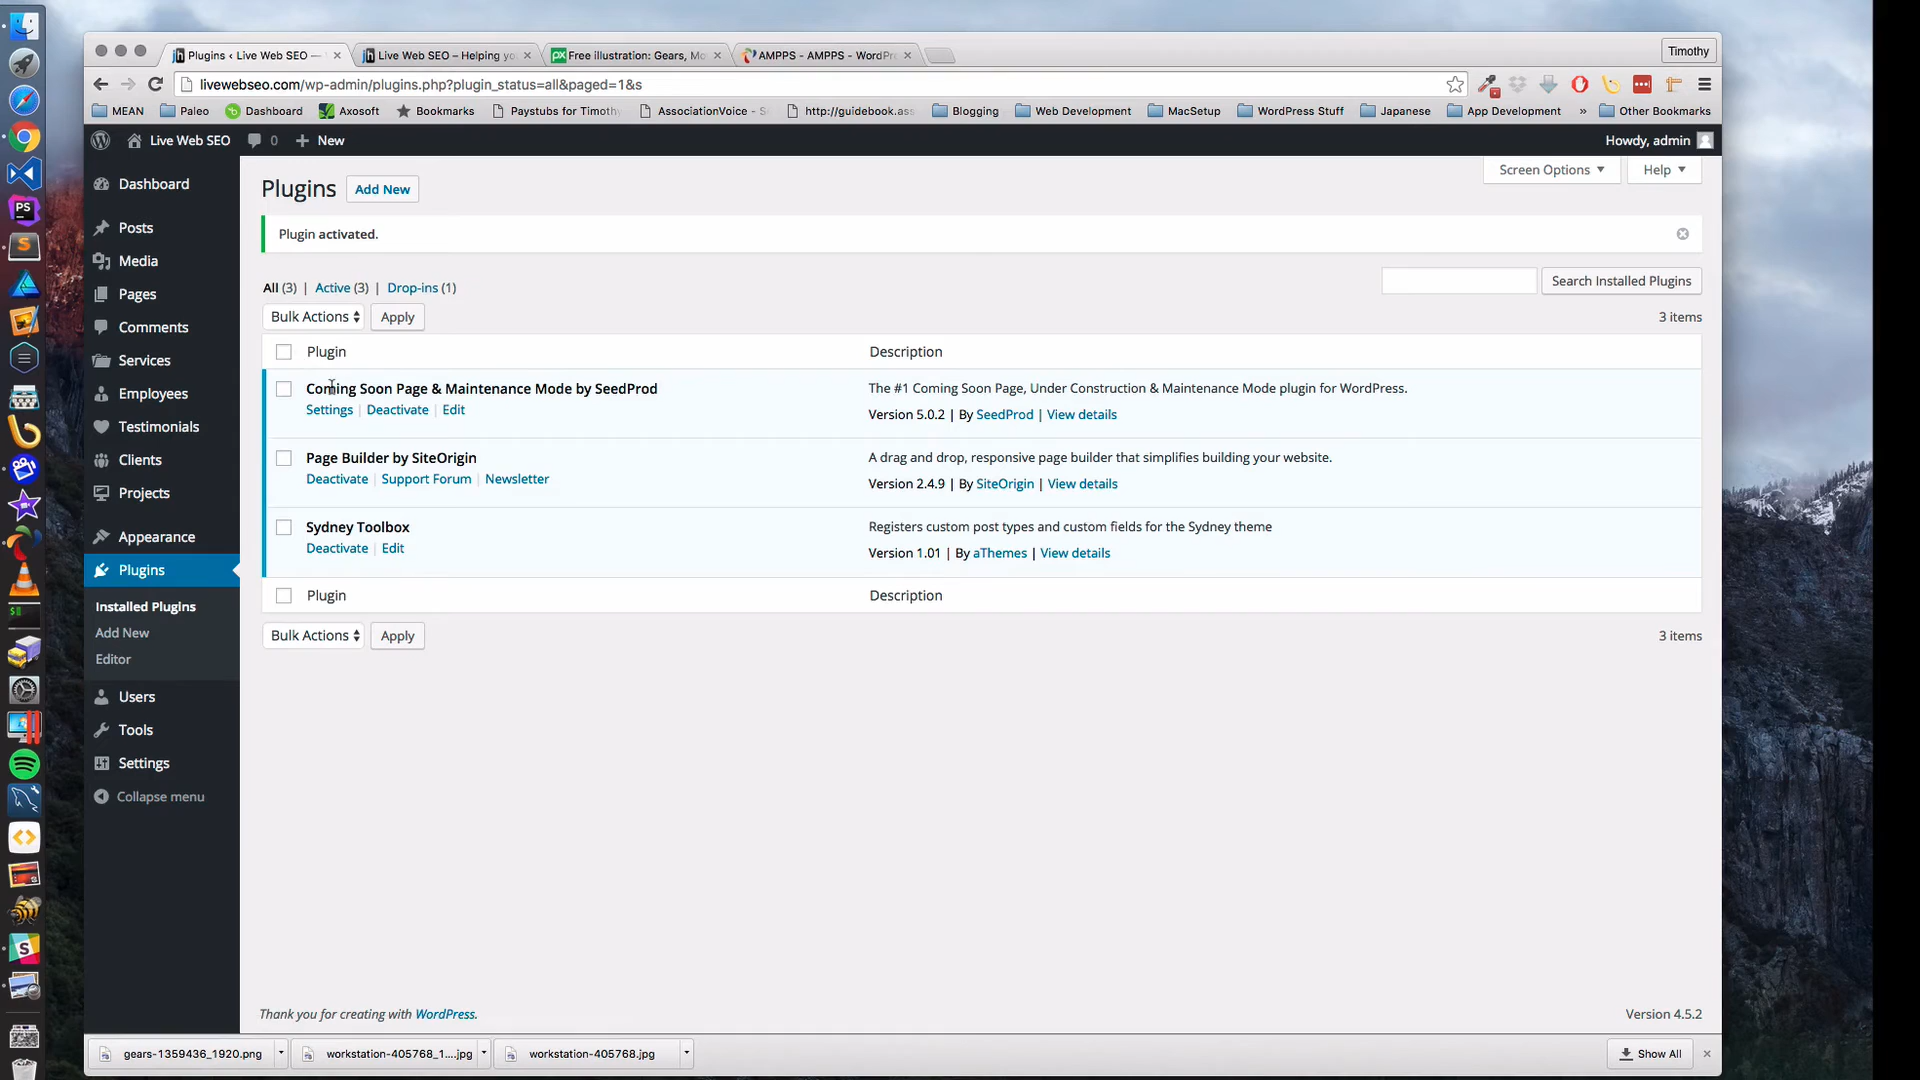 Plugins ‹ Live Web SEO —
Live Web SEO – Helping yo
Free illustration: Gears, Mo
AMPPS - AMPPS - WordPr
Timothy
livewebseo.com/wp-admin/plugins.php?plugin_status=all&paged=1&s
MEAN
Paleo
Dashboard
Axosoft
Bookmarks
Paystubs for Timothy
AssociationVoice - S
http://guidebook.ass
Blogging
Web Development
MacSetup
WordPress Stuff
Japanese
App Development
»
Other Bookmarks
Live Web SEO
0
+ New
Howdy, admin
Dashboard
Posts
Media
Pages
Comments
Services
Employees
Testimonials
Clients
Projects
Appearance
Plugins
Installed Plugins
Add New
Editor
Users
Tools
Settings
Collapse menu
Plugins
Add New
Screen Options
Help
Plugin activated.
All (3) | Active (3) | Drop-ins (1)
Search Installed Plugins
Bulk Actions
Apply
3 items
Plugin
Description
Coming Soon Page & Maintenance Mode by SeedProd
Settings | Deactivate | Edit
The #1 Coming Soon Page, Under Construction & Maintenance Mode plugin for WordPress.
Version 5.0.2 | By SeedProd | View details
Page Builder by SiteOrigin
Deactivate | Support Forum | Newsletter
A drag and drop, responsive page builder that simplifies building your website.
Version 2.4.9 | By SiteOrigin | View details
Sydney Toolbox
Deactivate | Edit
Registers custom post types and custom fields for the Sydney theme
Version 1.01 | By aThemes | View details
Plugin
Description
Bulk Actions
Apply
3 items
Thank you for creating with WordPress.
Version 4.5.2
gears-1359436_1920.png
workstation-405768_1....jpg
workstation-405768.jpg
Show All
PS
S
$
S